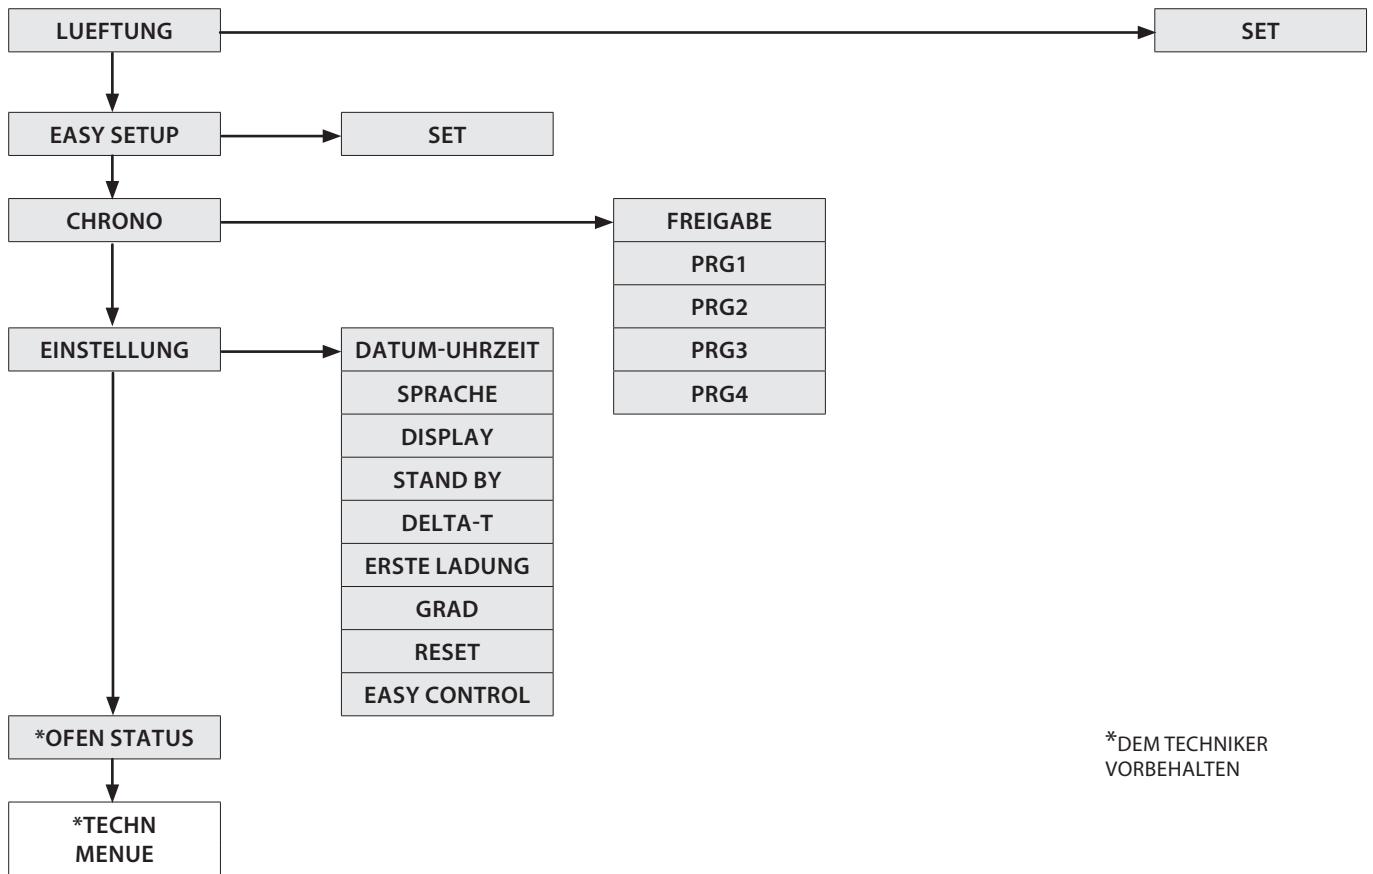 LUEFTUNG
SET
EASY SETUP
SET
CHRONO
FREIGABE
PRG1
PRG2
PRG3
PRG4
EINSTELLUNG
DATUM-UHRZEIT
SPRACHE
DISPLAY
STAND BY
DELTA-T
ERSTE LADUNG
GRAD
RESET
EASY CONTROL
*OFEN STATUS
*TECHN
MENUE
*DEM TECHNIKER
VORBEHALTEN